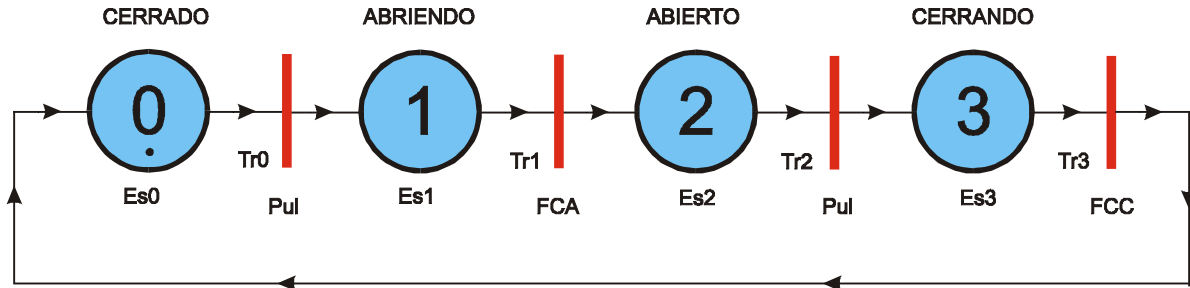 CERRADO ABRIENDO ABIERTO CERRANDO
0 1 2 3
Tr0 Tr1 Tr2 Tr3
Es0 Es1 Es2 Es3
Pul FCA Pul FCC